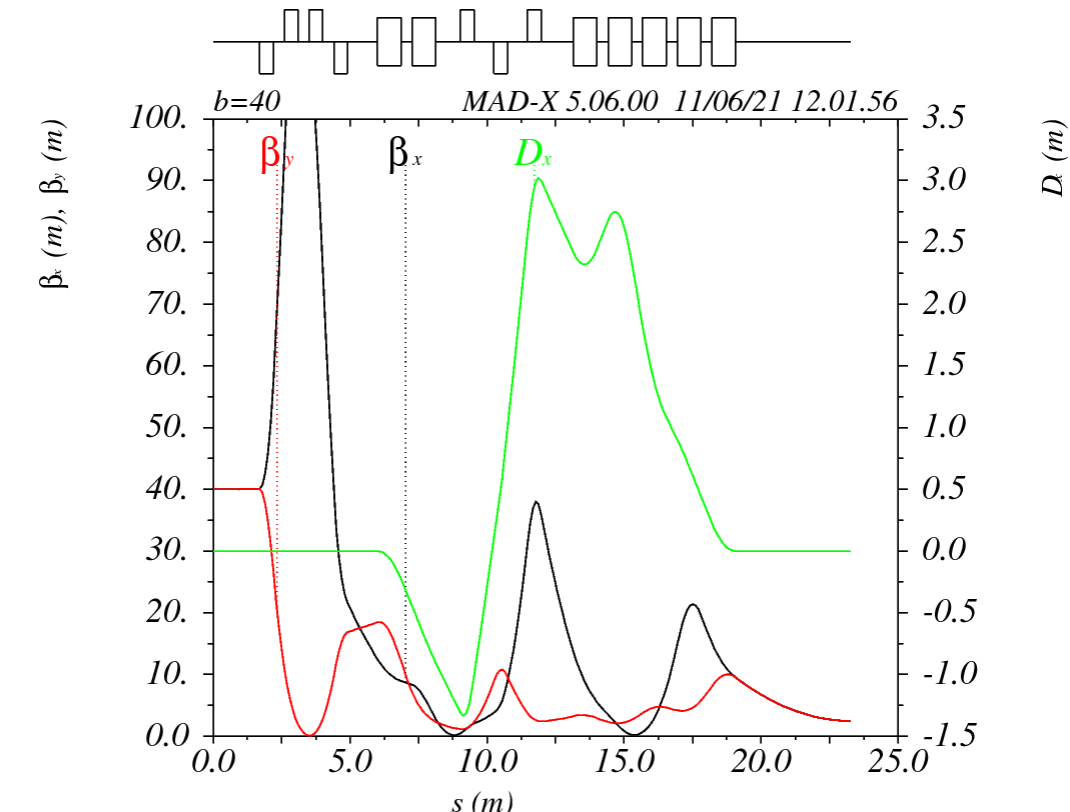 b=40 MAD-X 5.06.00 11/06/21 12.01.56
βx (m), βy (m)
Dx (m)
βy βx Dx
100. 3.5
90. 3.0
80. 2.5
70. 2.0
60. 1.5
50. 1.0
40. 0.5
30. 0.0
20. -0.5
10. -1.0
0.0 -1.5
0.0 5.0 10.0 15.0 20.0 25.0
s (m)